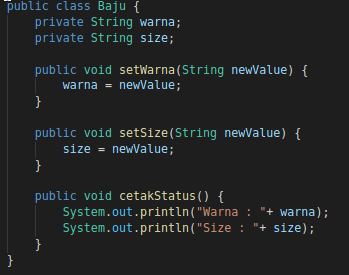 public class Baju {
    private String warna;
    private String size;

    public void setWarna(String newValue) {
        warna = newValue;
    }

    public void setSize(String newValue) {
        size = newValue;
    }

    public void cetakStatus() {
        System.out.println("Warna : "+ warna);
        System.out.println("Size : "+ size);
    }
}